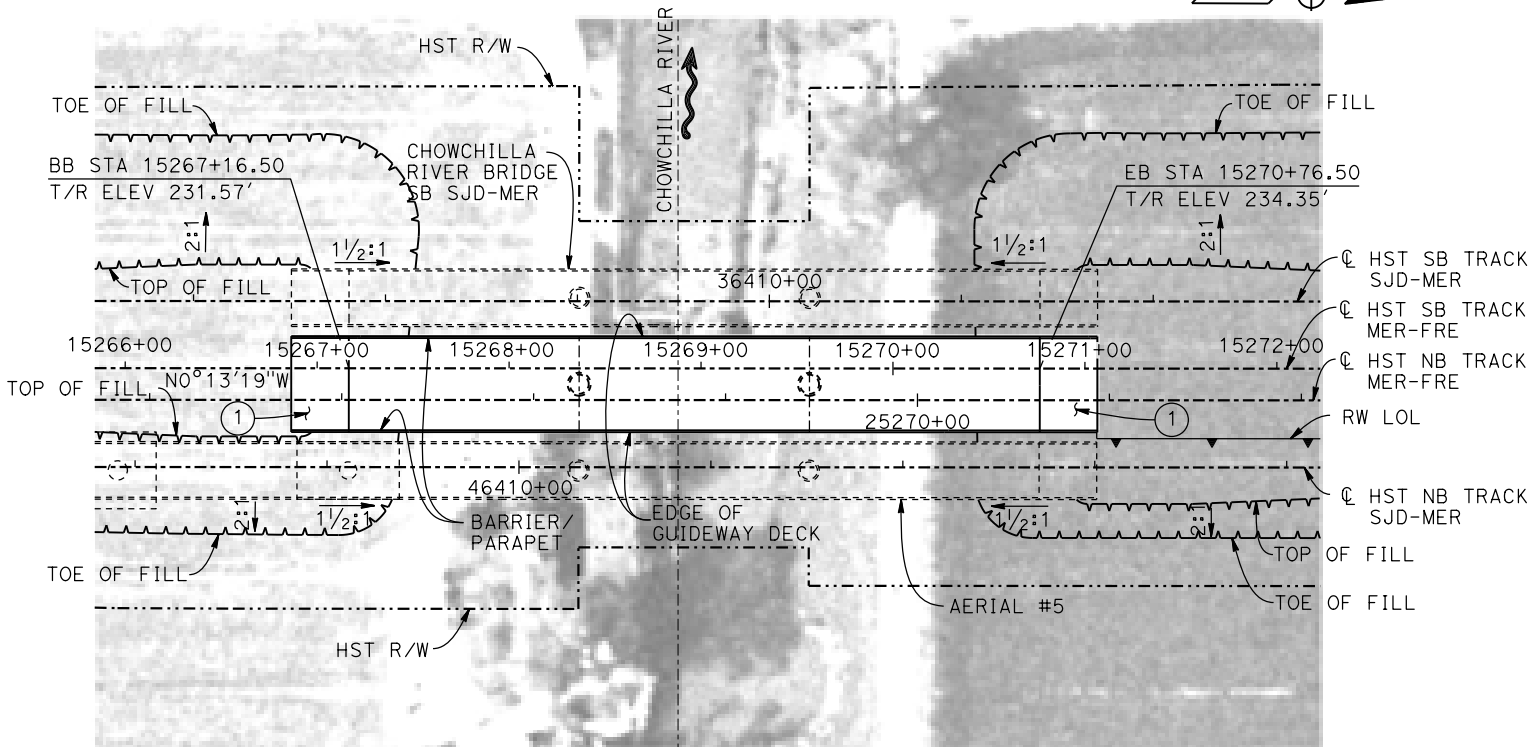 HST R/W
CHOWCHILLA RIVER
TOE OF FILL
TOE OF FILL
BB STA 15267+16.50
T/R ELEV 231.57'
CHOWCHILLA
RIVER BRIDGE
SB SJD-MER
EB STA 15270+76.50
T/R ELEV 234.35'
2:1
1½:1
1½:1
2:1
TOP OF FILL
36410+00
℄ HST SB TRACK
SJD-MER
℄ HST SB TRACK
MER-FRE
15266+00
15267+00
15268+00
15269+00
15270+00
15271+00
15272+00
℄ HST NB TRACK
MER-FRE
TOP OF FILL
N0°13'19"W
1
25270+00
1
RW LOL
46410+00
℄ HST NB TRACK
SJD-MER
2:1
1½:1
BARRIER/
PARAPET
EDGE OF
GUIDEWAY DECK
1½:1
2:1
TOP OF FILL
TOE OF FILL
AERIAL #5
TOE OF FILL
HST R/W